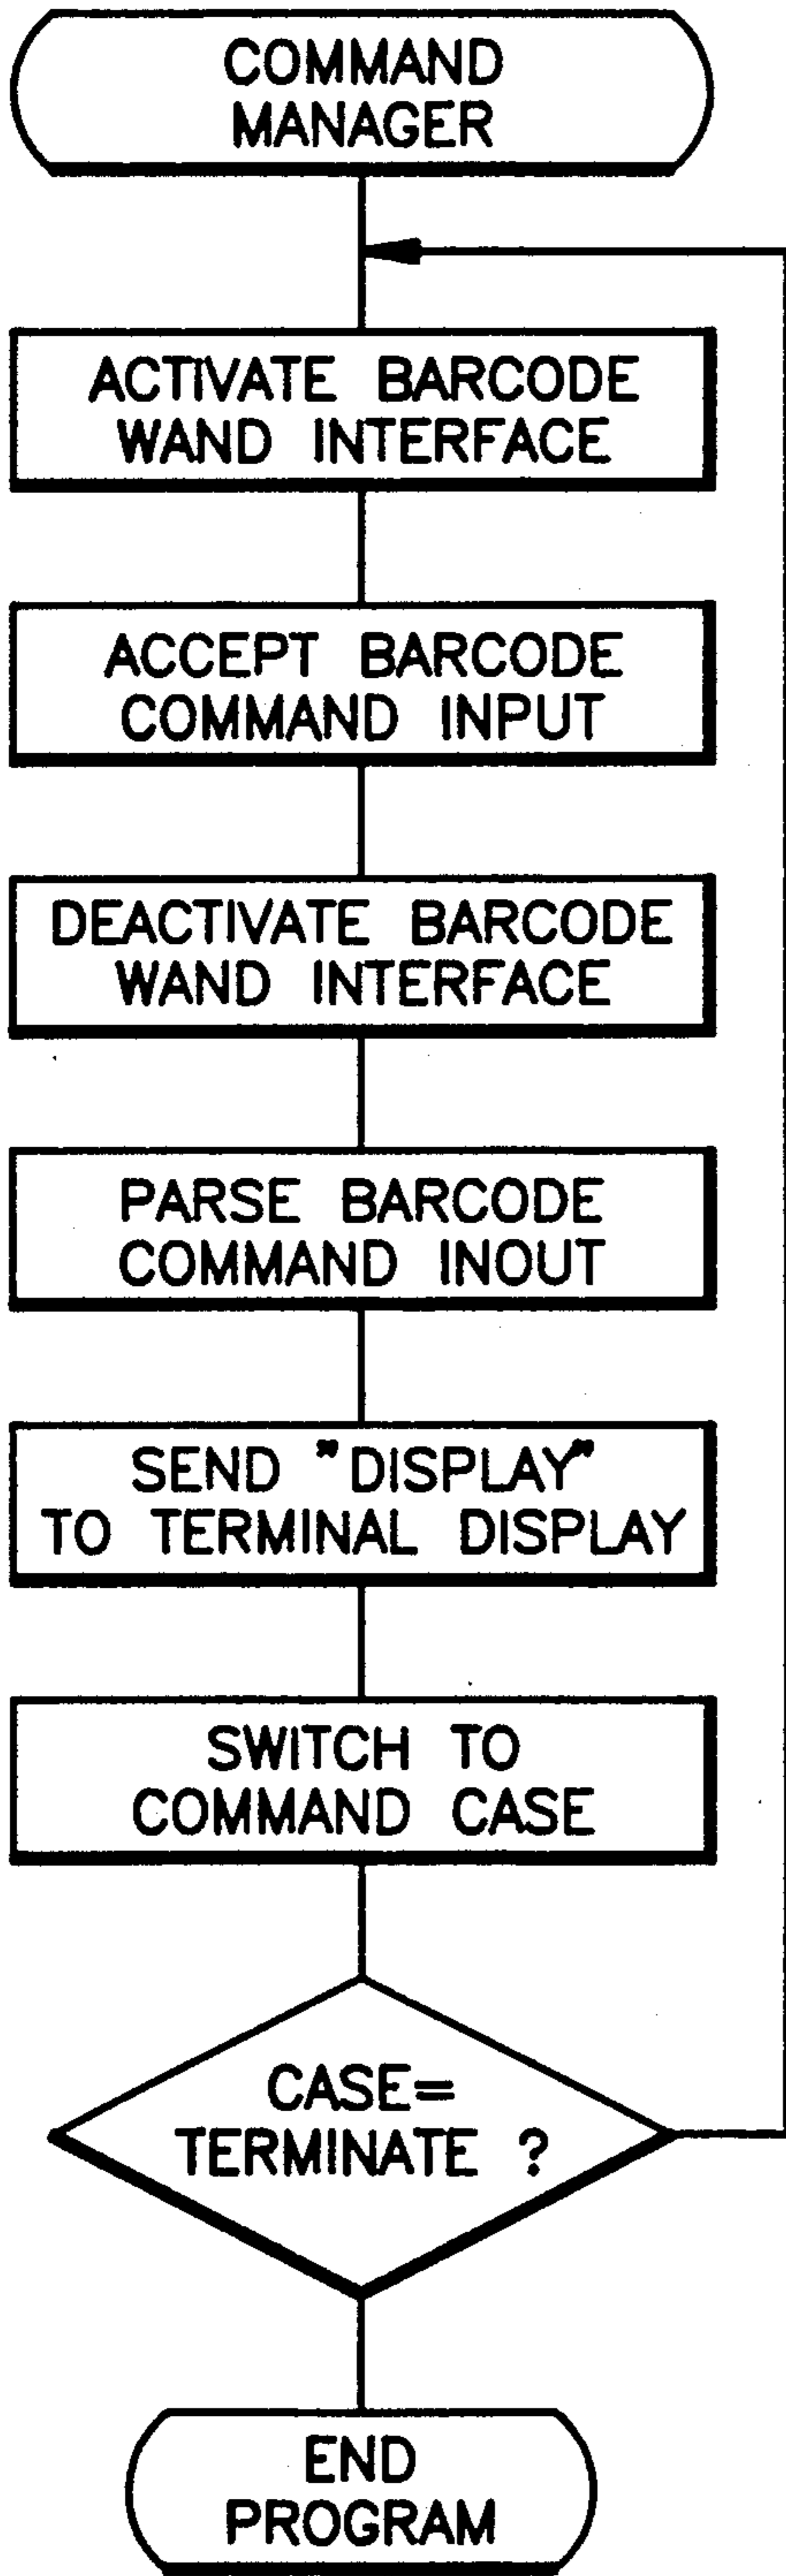 COMMAND
MANAGER
ACTIVATE BARCODE
WAND INTERFACE
ACCEPT BARCODE
COMMAND INPUT
DEACTIVATE BARCODE
WAND INTERFACE
PARSE BARCODE
COMMAND INOUT
SEND "DISPLAY"
TO TERMINAL DISPLAY
SWITCH TO
COMMAND CASE
CASE=
TERMINATE ?
END
PROGRAM